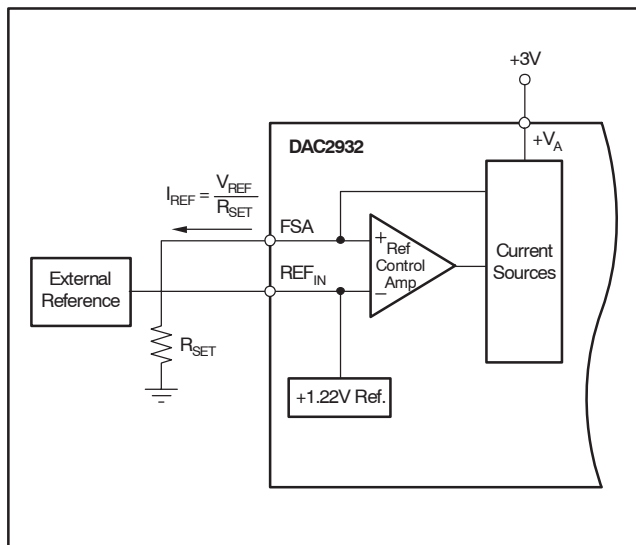 +3V
DAC2932
+V_A
I_REF = V_REF / R_SET
FSA
+
Ref
Control
Amp
Current
Sources
External
Reference
REF_IN
–
R_SET
+1.22V Ref.